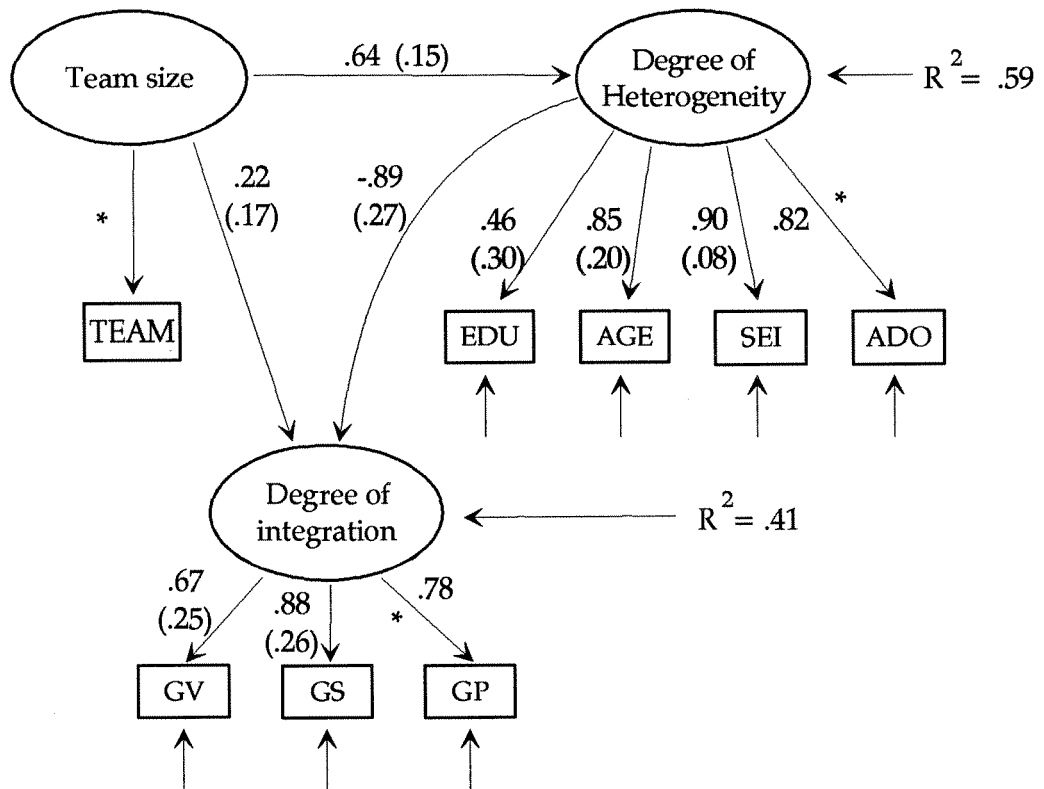 Team size
.64 (.15)
Degree of
Heterogeneity
R² = .59
*
.22
(.17)
-.89
(.27)
.46
(.30)
.85
(.20)
.90
(.08)
.82
*
TEAM
EDU
AGE
SEI
ADO
Degree of
integration
R² = .41
.67
(.25)
.88
(.26)
.78
*
GV
GS
GP